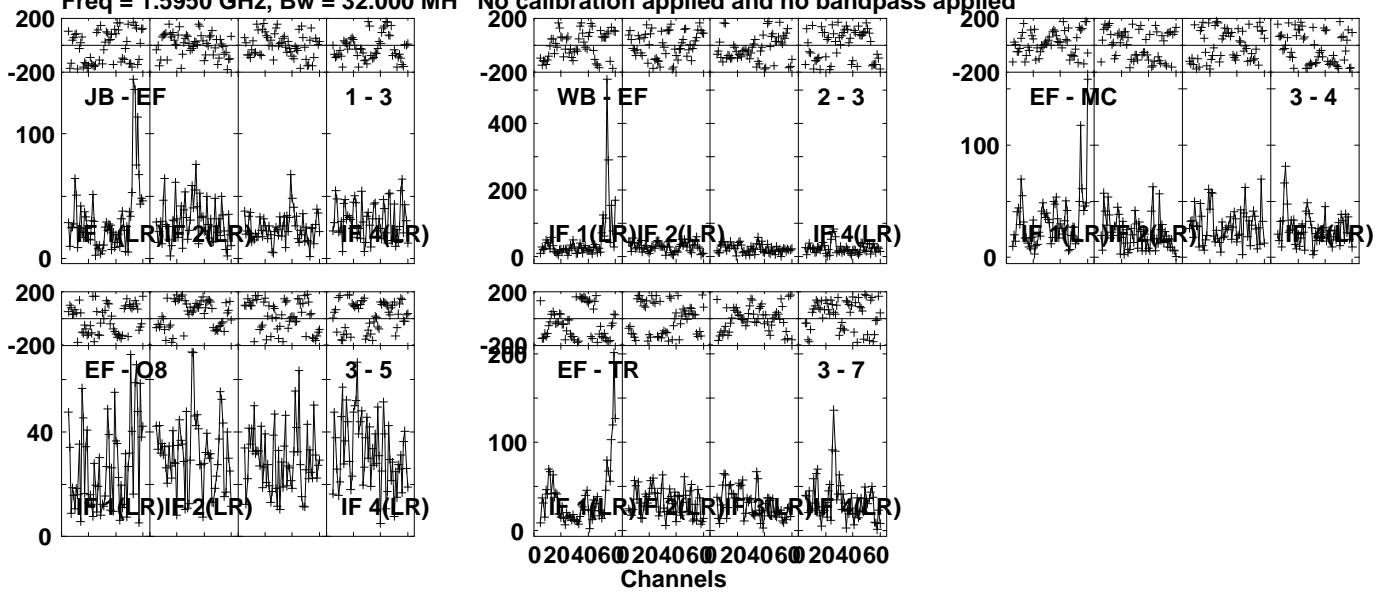 Freq = 1.5950 GHz, Bw = 32.000 MH No calibration applied and no bandpass applied
200
-200
JB - EF
1 - 3
100
0
IF 1(LR)
IF 2(LR)
IF 4(LR)
200
-200
WB - EF
2 - 3
400
200
0
IF 1(LR)
IF 2(LR)
IF 4(LR)
200
-200
EF - MC
3 - 4
100
0
IF 1(LR)
IF 2(LR)
IF 4(LR)
200
-200
EF - O8
3 - 5
40
0
IF 1(LR)
IF 2(LR)
IF 4(LR)
200
-200
200
EF - TR
3 - 7
100
0
IF 1(LR)
IF 2(LR)
IF 3(LR)
IF 4(LR)
0 20 40 60 0 20 40 60 0 20 40 60 0 20 40 60
Channels